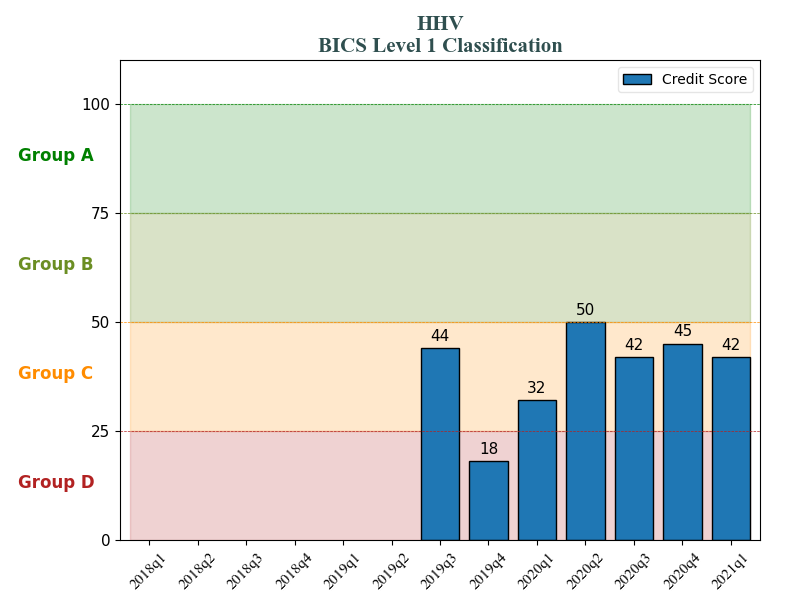 HHV
BICS Level 1 Classification
Credit Score
100
Group A
75
Group B
50
50
45
44
42
42
Group C
32
25
18
Group D
0
2018q1
2018q2
2018q3
2018q4
2019q1
2019q2
2019q3
2019q4
2020q1
2020q2
2020q3
2020q4
2021q1